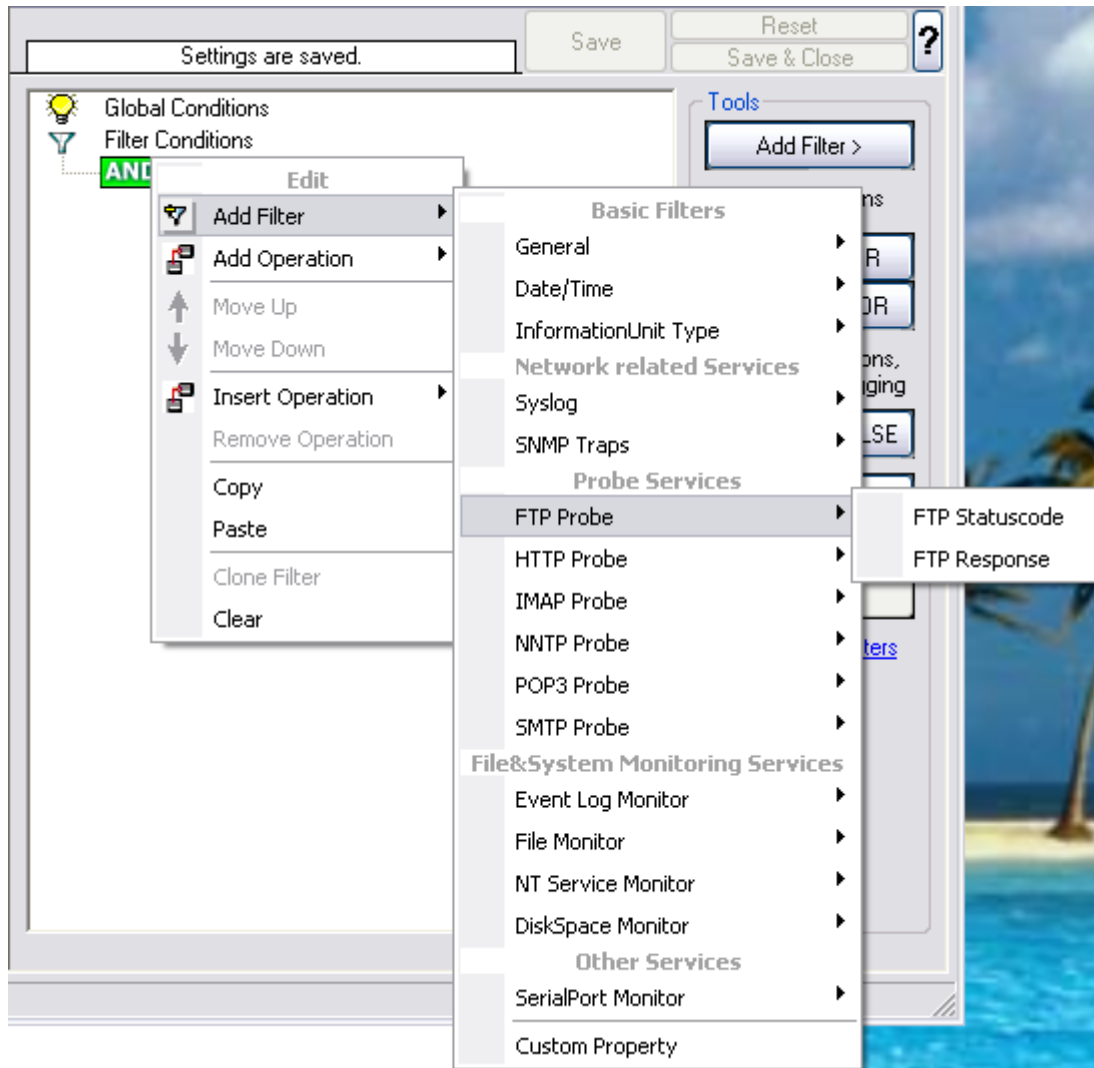 Settings are saved.
Save
Reset
Save & Close
?
Global Conditions
Filter Conditions
AND
Edit
Add Filter
Add Operation
Move Up
Move Down
Insert Operation
Remove Operation
Copy
Paste
Clone Filter
Clear
Basic Filters
General
Date/Time
InformationUnit Type
Network related Services
Syslog
SNMP Traps
Probe Services
FTP Probe
HTTP Probe
IMAP Probe
NNTP Probe
POP3 Probe
SMTP Probe
File&System Monitoring Services
Event Log Monitor
File Monitor
NT Service Monitor
DiskSpace Monitor
Other Services
SerialPort Monitor
Custom Property
FTP Statuscode
FTP Response
Tools
Add Filter >